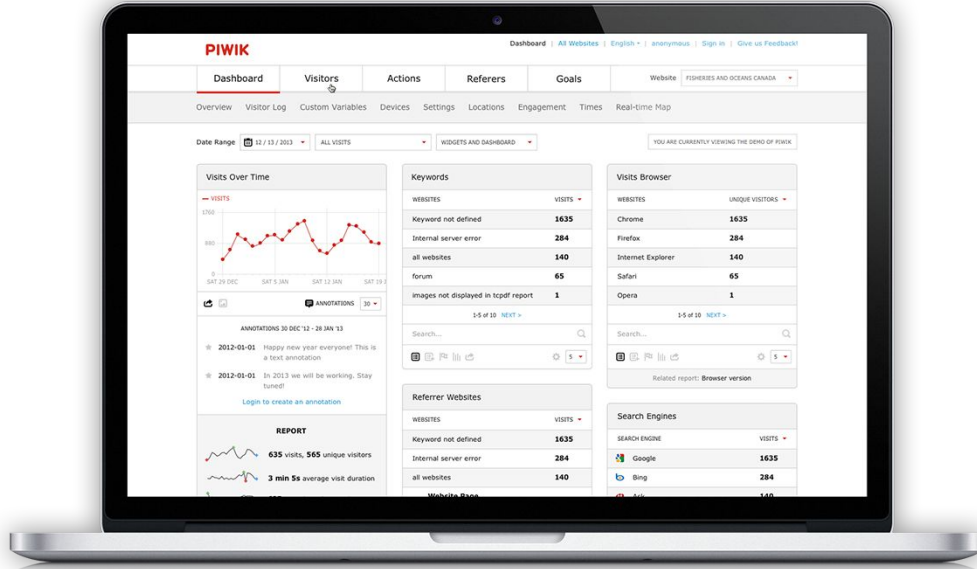 PIWIK
Dashboard | All Websites | English | anonymous | Sign in | Give us Feedback!
Dashboard Visitors Actions Referers Goals
Website FISHERIES AND OCEANS CANADA
Overview Visitor Log Custom Variables Devices Settings Locations Engagement Times Real-time Map
Date Range 12 / 13 / 2013 ALL VISITS WIDGETS AND DASHBOARD
YOU ARE CURRENTLY VIEWING THE DEMO OF PIWIK
Visits Over Time
VISITS
1760
0
SAT 29 DEC SAT 5 JAN SAT 12 JAN SAT 19
ANNOTATIONS 30
ANNOTATIONS 30 DEC '12 - 28 JAN '13
2012-01-01 Happy new year everyone! This is
a text annotation
2012-01-01 In 2013 we will be working. Stay
tuned!
Login to create an annotation
REPORT
635 visits, 565 unique visitors
3 min 5s average visit duration
Keywords
WEBSITES VISITS
Keyword not defined 1635
Internal server error 284
all websites 140
forum 65
images not displayed in tcpdf report 1
1-5 of 10 NEXT >
Search...
5
Referrer Websites
WEBSITES VISITS
Keyword not defined 1635
Internal server error 284
all websites 140
Website Page
Visits Browser
WEBSITES UNIQUE VISITORS
Chrome 1635
Firefox 284
Internet Explorer 140
Safari 65
Opera 1
1-5 of 10 NEXT >
Search...
5
Related report: Browser version
Search Engines
SEARCH ENGINE VISITS
Google 1635
Bing 284
Ask 140